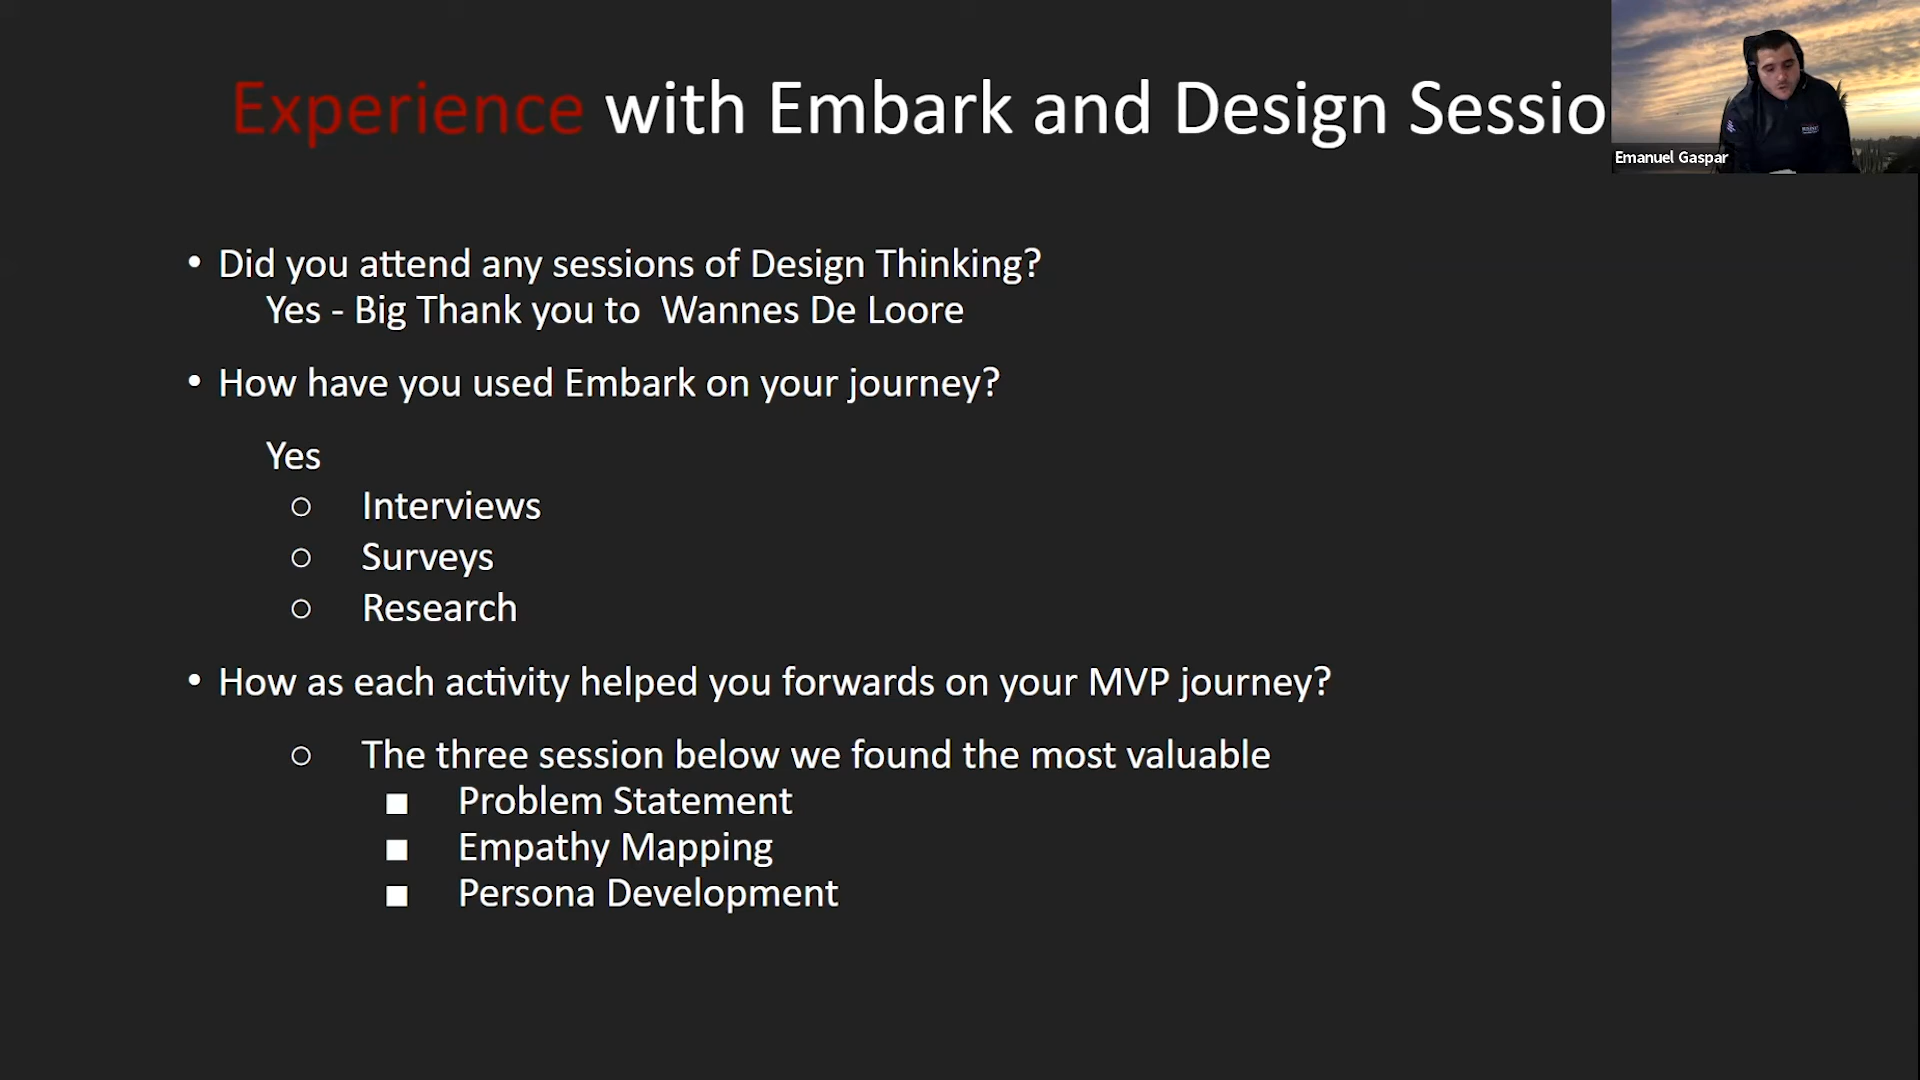 Experience with Embark and Design Sessio
Emanuel Gaspar
• Did you attend any sessions of Design Thinking?
Yes - Big Thank you to Wannes De Loore
• How have you used Embark on your journey?
Yes
○ Interviews
○ Surveys
○ Research
• How as each activity helped you forwards on your MVP journey?
○ The three session below we found the most valuable
■ Problem Statement
■ Empathy Mapping
■ Persona Development